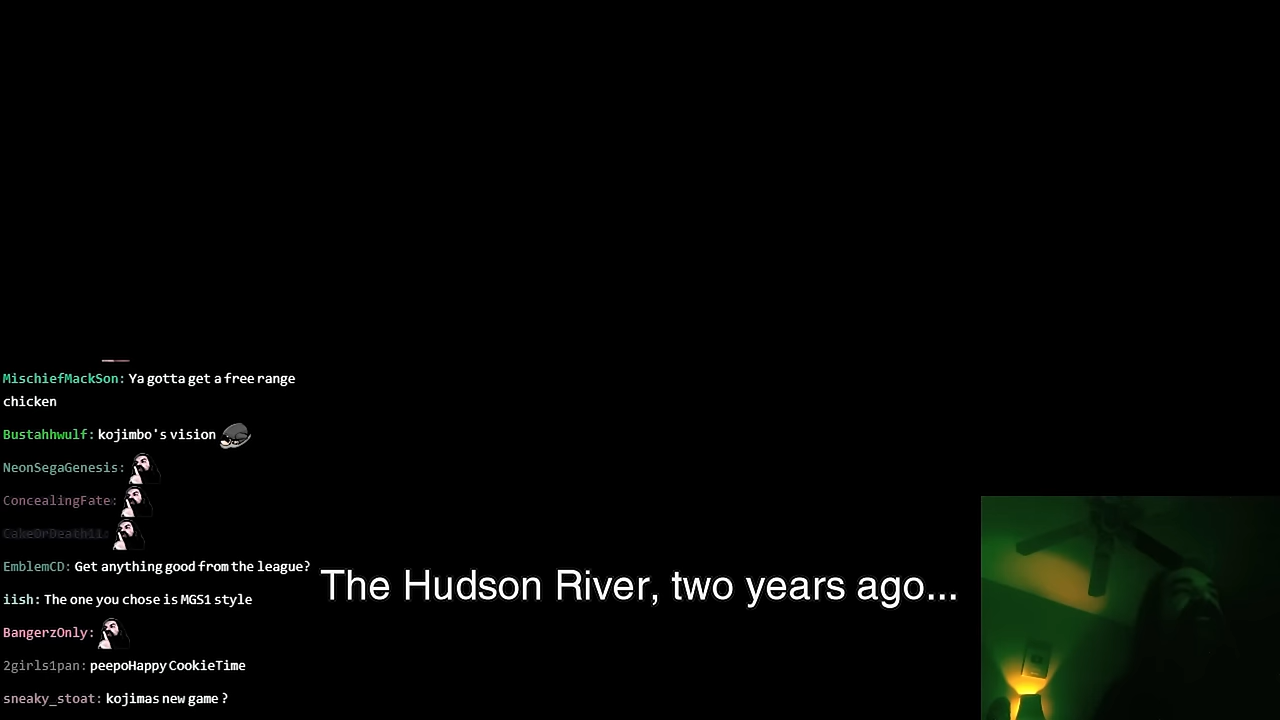 MischiefMackSon: Ya gotta get a free range
chicken
Bustahhwulf: kojimbo's vision
NeonSegaGenesis:
ConcealingFate:
CakeOrDeath11:
EmblemCD: Get anything good from the league?
iish: The one you chose is MGS1 style
BangerzOnly:
2girls1pan: peepoHappy CookieTime
sneaky_stoat: kojimas new game ?
The Hudson River, two years ago...